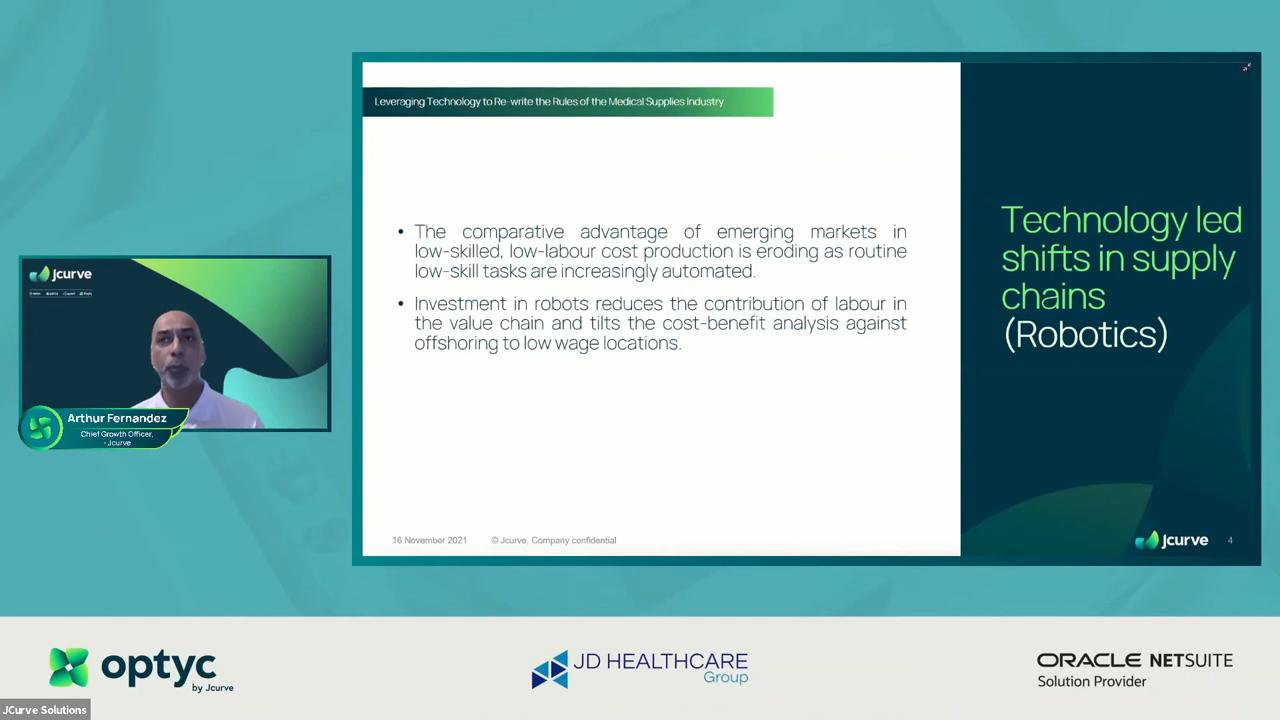 Leveraging Technology to Re-write the Rules of the Medical Supplies Industry
• The comparative advantage of emerging markets in
low-skilled, low-labour cost production is eroding as routine
low-skill tasks are increasingly automated.
• Investment in robots reduces the contribution of labour in
the value chain and tilts the cost-benefit analysis against
offshoring to low wage locations.
16 November 2021 © Jcurve, Company confidential
Technology led
shifts in supply
chains
(Robotics)
Jcurve 4
Jcurve
Arthur Fernandez
Chief Growth Officer,
- Jcurve
optyc
by Jcurve
JD HEALTHCARE
Group
ORACLE NETSUITE
Solution Provider
JCurve Solutions